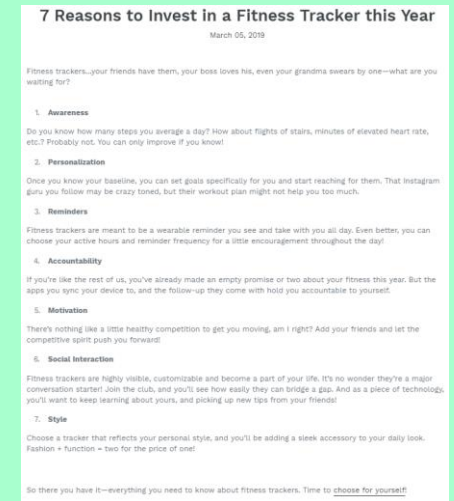 7 Reasons to Invest in a Fitness Tracker this Year
March 05, 2019
Fitness trackers...your friends have them, your boss loves his, even your grandma swears by one—what are you
waiting for?
1. Awareness
Do you know how many steps you average a day? How about flights of stairs, minutes of elevated heart rate,
etc.? Probably not. You can only improve if you know!
2. Personalization
Once you know your baseline, you can set goals specifically for you and start reaching for them. That Instagram
guru you follow may be crazy toned, but their workout plan might not help you too much.
3. Reminders
Fitness trackers are meant to be a wearable reminder you see and take with you all day. Even better, you can
choose your active hours and reminder frequency for a little encouragement throughout the day!
4. Accountability
If you're like the rest of us, you've already made an empty promise or two about your fitness this year. But the
apps you sync your device to, and the follow-up they come with hold you accountable to yourself.
5. Motivation
There's nothing like a little healthy competition to get you moving, am I right? Add your friends and let the
competitive spirit push you forward!
6. Social Interaction
Fitness trackers are highly visible, customizable and become a part of your life. It's no wonder they're a major
conversation starter! Join the club, and you'll see how easily they can bridge a gap. And as a piece of technology,
you'll want to keep learning about yours, and picking up new tips from your friends!
7. Style
Choose a tracker that reflects your personal style, and you'll be adding a sleek accessory to your daily look.
Fashion + function = two for the price of one!
So there you have it—everything you need to know about fitness trackers. Time to choose for yourself!